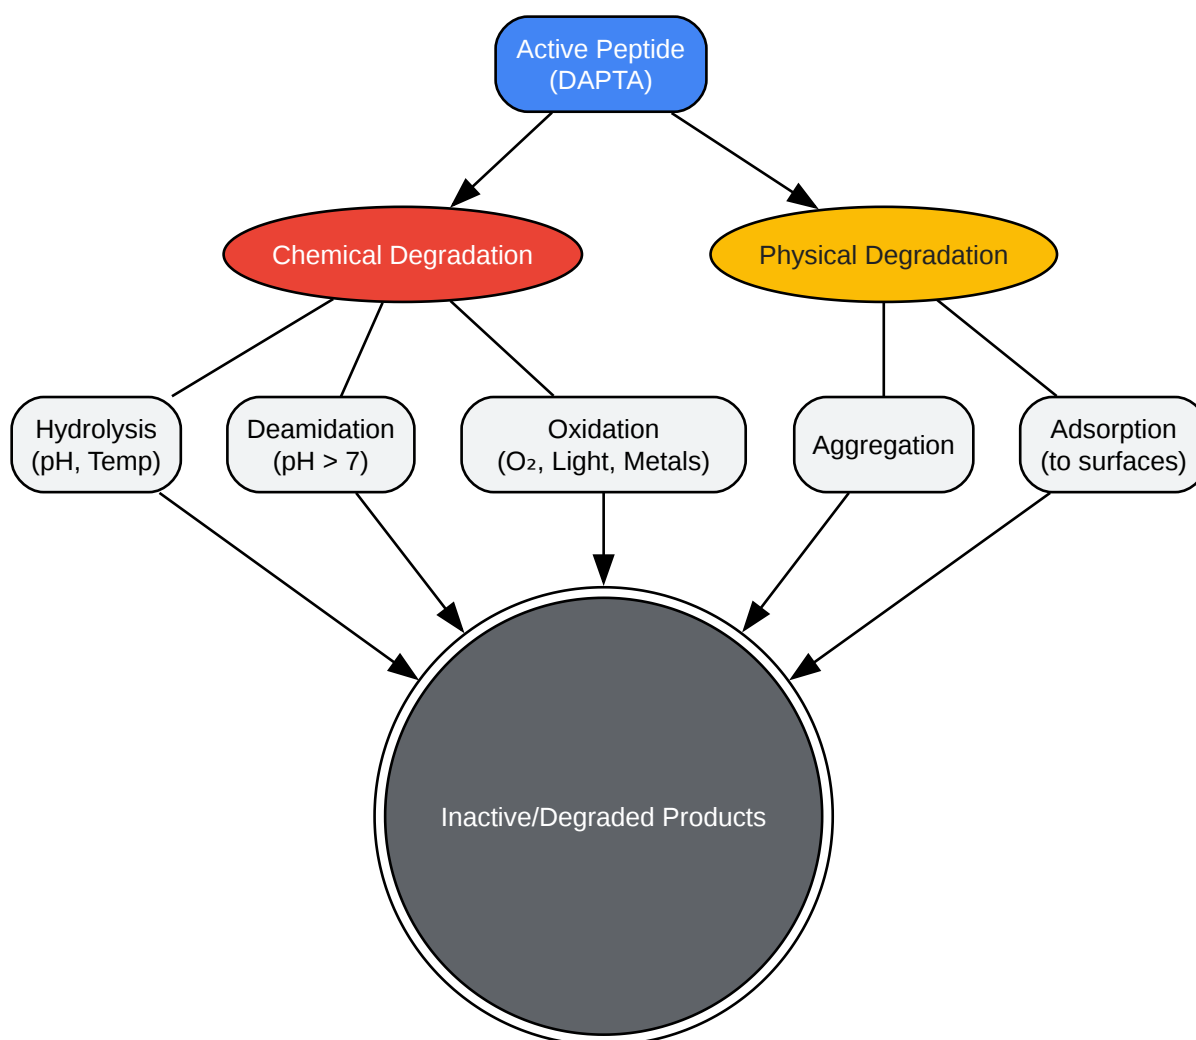 Active Peptide
(DAPTA)
Chemical Degradation
Physical Degradation
Hydrolysis
(pH, Temp)
Deamidation
(pH > 7)
Oxidation
(O₂, Light, Metals)
Aggregation
Adsorption
(to surfaces)
Inactive/Degraded Products